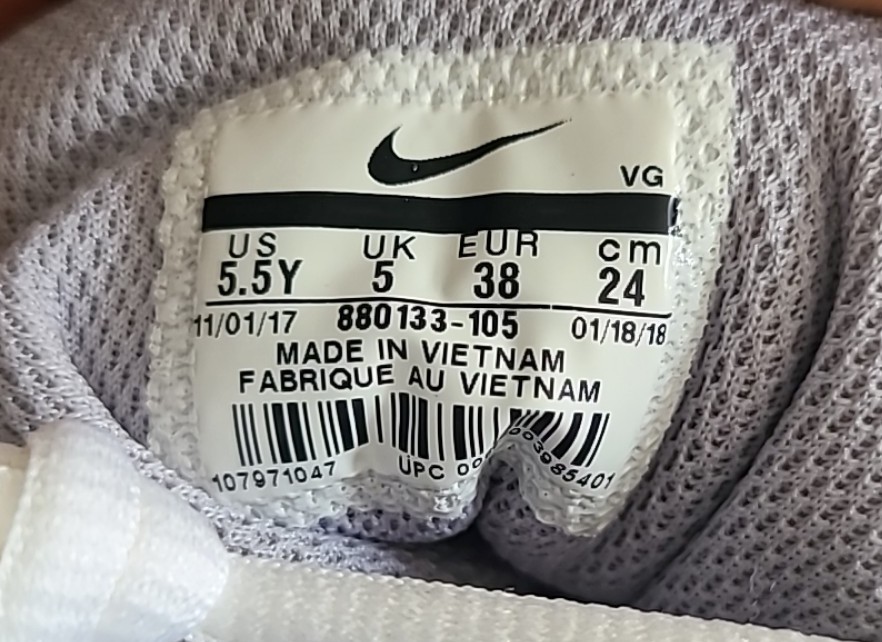 VG
US UK EUR cm
5.5Y 5 38 24
11/01/17 880133-105 01/18/18
MADE IN VIETNAM
FABRIQUE AU VIETNAM
107971047 UPC